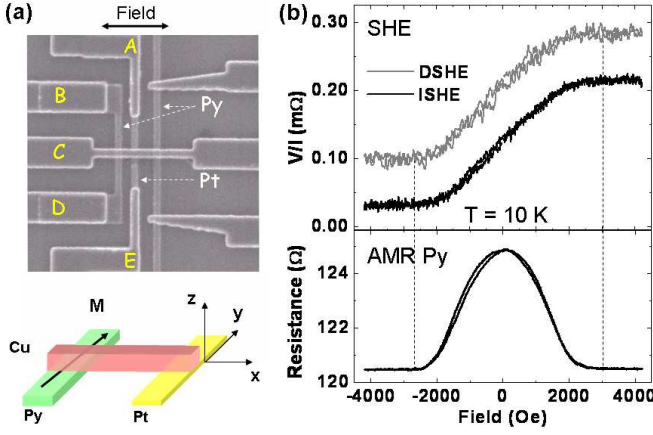 (a)
Field
A
B
Py
C
Pt
D
E
M
z
y
Cu
x
Py
Pt
(b)
SHE
DSHE
ISHE
T = 10 K
V/I (mΩ)
0.30
0.20
0.10
0.00
AMR Py
Resistance (Ω)
124
122
120
-4000 -2000 0 2000 4000
Field (Oe)